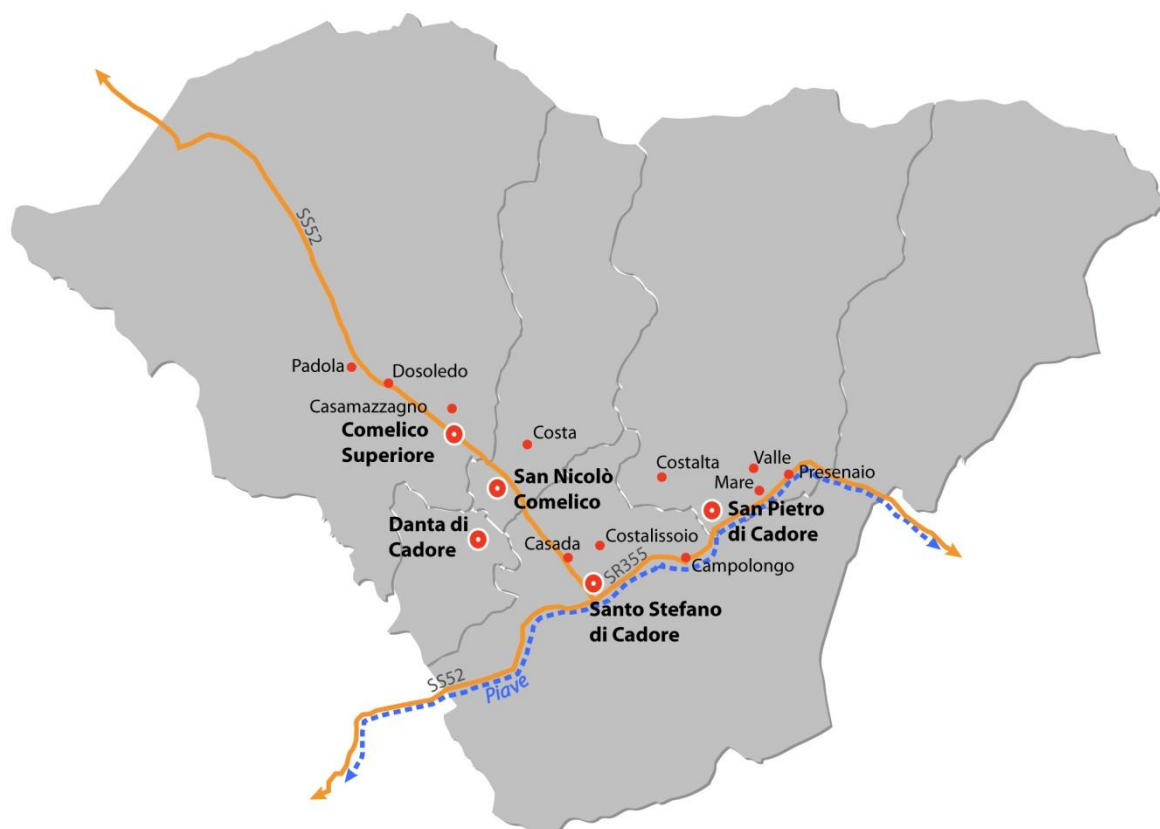 SS52
Padola
Dosoledo
Casamazzagno
Comelico
Superiore
Costa
San Nicolò
Comelico
Costalta
Valle
Mare
Presenaio
Danta di
Cadore
San Pietro
di Cadore
Casada
Costalissoio
SR355
Campolongo
Santo Stefano
di Cadore
SS52
Piave